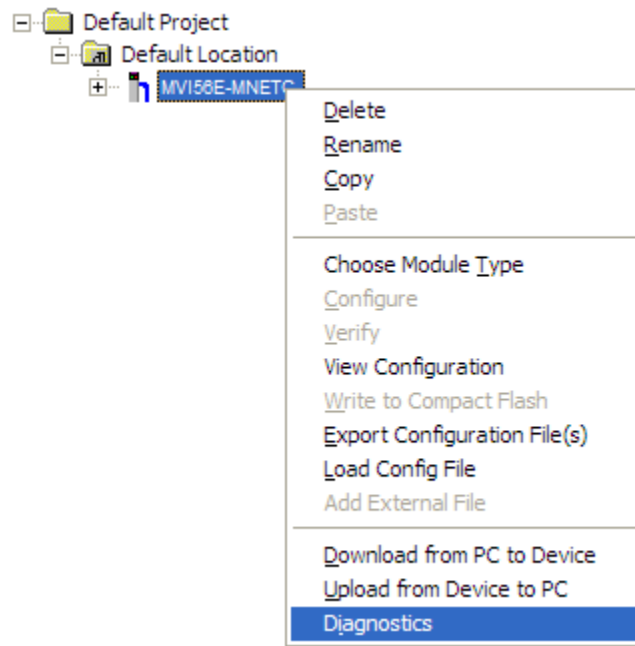 Default Project
Default Location
MVI56E-MNETC
Delete
Rename
Copy
Paste
Choose Module Type
Configure
Verify
View Configuration
Write to Compact Flash
Export Configuration File(s)
Load Config File
Add External File
Download from PC to Device
Upload from Device to PC
Diagnostics